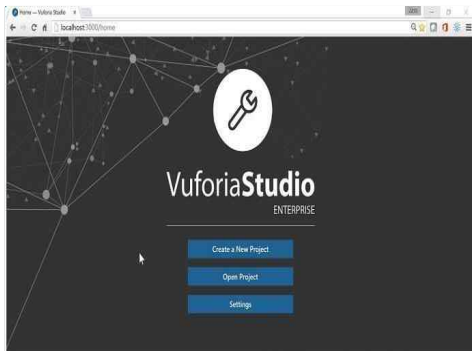 Home — Vuforia Studio
localhost:3000/home
VuforiaStudio
ENTERPRISE
Create a New Project
Open Project
Settings